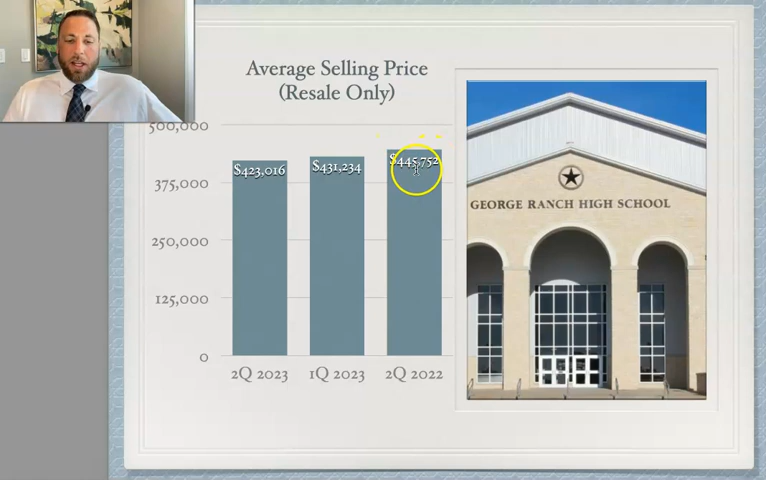 Average Selling Price
(Resale Only)
500,000
375,000
250,000
125,000
0
$423,016
$431,234
$445,752
2Q 2023
1Q 2023
2Q 2022
GEORGE RANCH HIGH SCHOOL